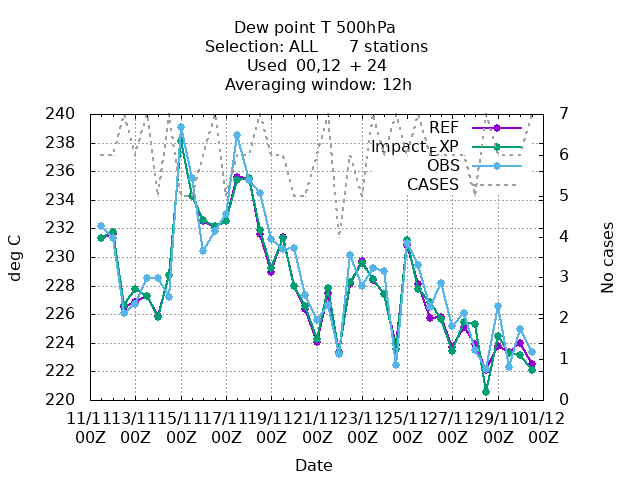 Dew point T 500hPa
Selection: ALL      7 stations
Used  00,12  + 24
Averaging window: 12h
240
238
236
234
232
230
228
226
224
222
220
7
6
5
4
3
2
1
0
REF
Impact_EXP
OBS
CASES
deg C
No cases
11/11 13/11 15/11 17/11 19/11 21/11 23/11 25/11 27/11 29/11 01/12
00Z 00Z 00Z 00Z 00Z 00Z 00Z 00Z 00Z 00Z 00Z
Date